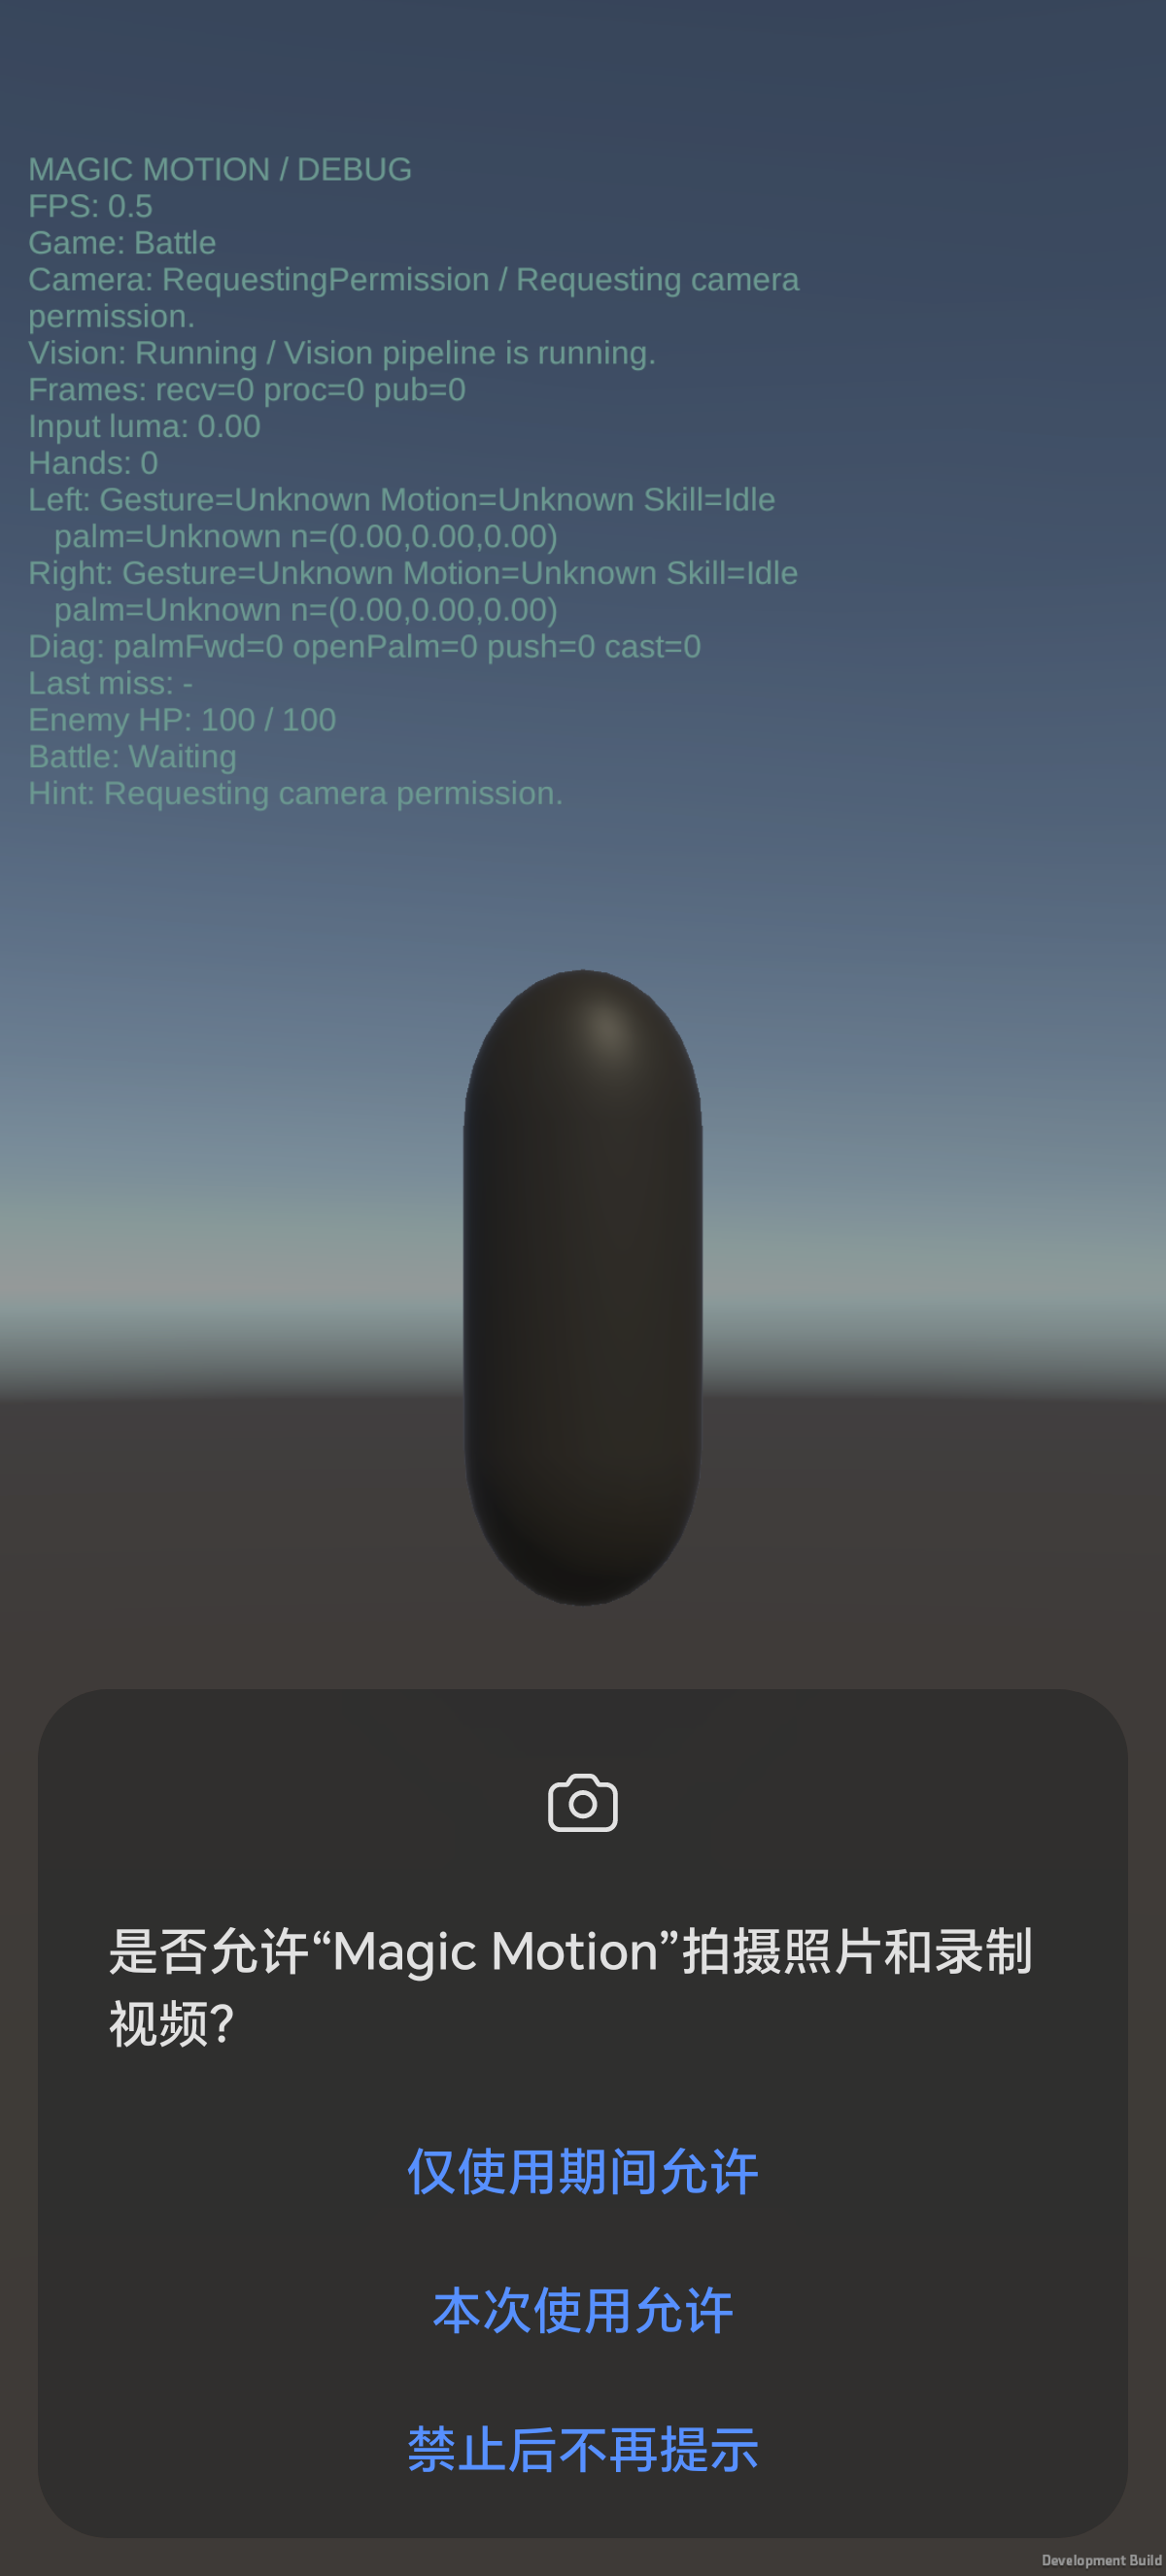 MAGIC MOTION / DEBUG
FPS: 0.5
Game: Battle
Camera: RequestingPermission / Requesting camera
permission.
Vision: Running / Vision pipeline is running.
Frames: recv=0 proc=0 pub=0
Input luma: 0.00
Hands: 0
Left: Gesture=Unknown Motion=Unknown Skill=Idle
palm=Unknown n=(0.00,0.00,0.00)
Right: Gesture=Unknown Motion=Unknown Skill=Idle
palm=Unknown n=(0.00,0.00,0.00)
Diag: palmFwd=0 openPalm=0 push=0 cast=0
Last miss: -
Enemy HP: 100 / 100
Battle: Waiting
Hint: Requesting camera permission.
是否允许“Magic Motion”拍摄照片和录制
视频?
仅使用期间允许
本次使用允许
禁止后不再提示
Development Build